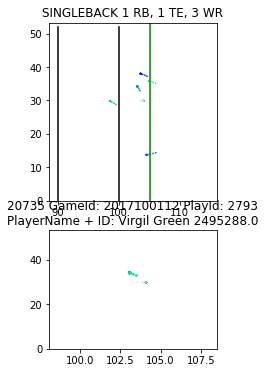 SINGLEBACK 1 RB, 1 TE, 3 WR
50
40
30
20
10
0
90 100 110
20735 GameId: 2017100112 PlayId: 2793
PlayerName + ID: Virgil Green 2495288.0
40
20
0
100.0 102.5 105.0 107.5